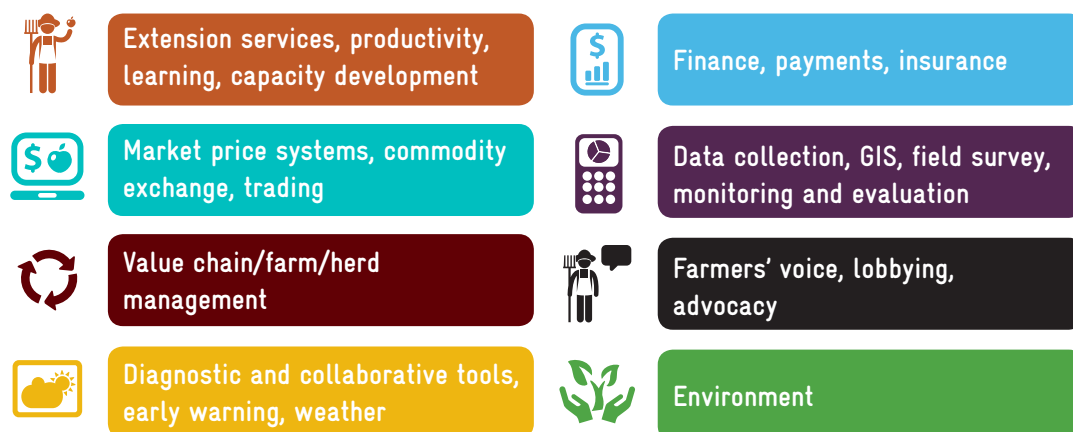 Extension services, productivity,
learning, capacity development
Market price systems, commodity
exchange, trading
Value chain/farm/herd
management
Diagnostic and collaborative tools,
early warning, weather
Finance, payments, insurance
Data collection, GIS, field survey,
monitoring and evaluation
Farmers' voice, lobbying,
advocacy
Environment